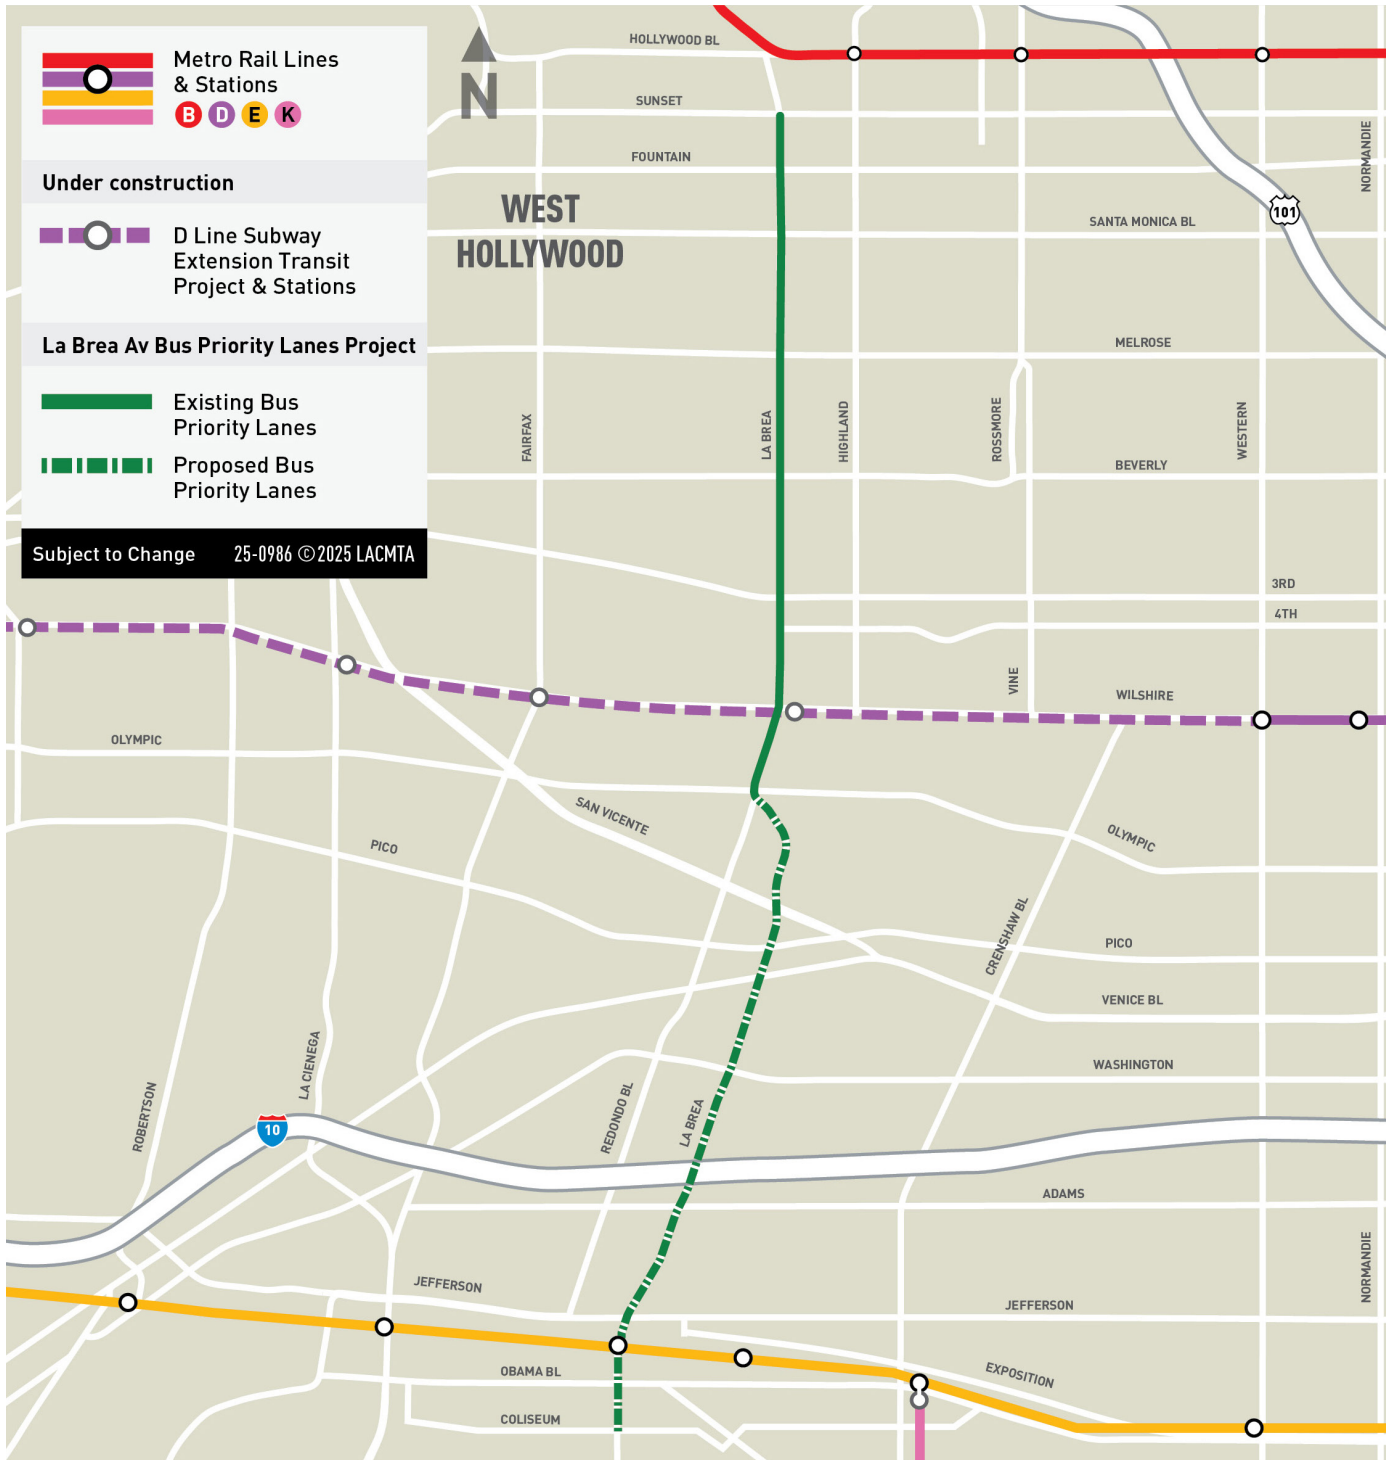 Metro Rail Lines
& Stations
B D E K
Under construction
D Line Subway
Extension Transit
Project & Stations
La Brea Av Bus Priority Lanes Project
Existing Bus
Priority Lanes
Proposed Bus
Priority Lanes
Subject to Change 25-0986 ©2025 LACMTA
N
HOLLYWOOD BL
SUNSET
FOUNTAIN
NORMANDIE
WEST
HOLLYWOOD
101
SANTA MONICA BL
MELROSE
FAIRFAX
LA BREA
HIGHLAND
ROSSMORE
WESTERN
BEVERLY
3RD
4TH
VINE
WILSHIRE
OLYMPIC
SAN VICENTE
OLYMPIC
PICO
CRENSHAW BL
PICO
VENICE BL
LA CIENEGA
WASHINGTON
ROBERTSON
REDONDO BL
LA BREA
10
ADAMS
NORMANDIE
JEFFERSON
JEFFERSON
OBAMA BL
EXPOSITION
COLISEUM